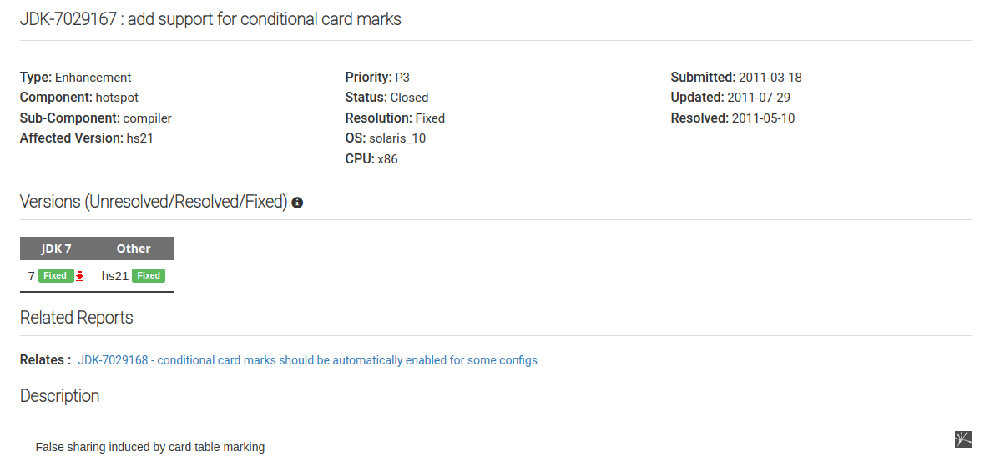 JDK-7029167 : add support for conditional card marks
Type: Enhancement
Component: hotspot
Sub-Component: compiler
Affected Version: hs21
Priority: P3
Status: Closed
Resolution: Fixed
OS: solaris_10
CPU: x86
Submitted: 2011-03-18
Updated: 2011-07-29
Resolved: 2011-05-10
Versions (Unresolved/Resolved/Fixed)
JDK 7 Other
7 Fixed hs21 Fixed
Related Reports
Relates : JDK-7029168 - conditional card marks should be automatically enabled for some configs
Description
False sharing induced by card table marking